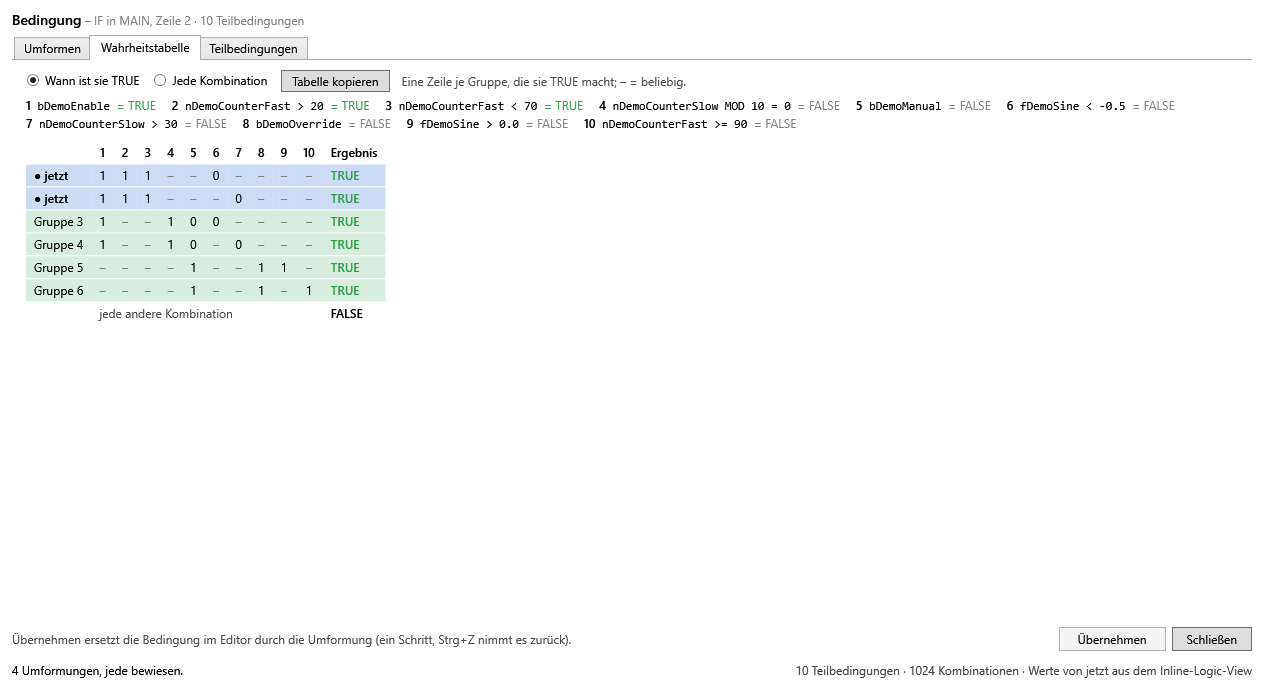 Bedingung – IF in MAIN, Zeile 2 · 10 Teilbedingungen
Umformen Wahrheitstabelle Teilbedingungen
Wann ist sie TRUE Jede Kombination Tabelle kopieren Eine Zeile je Gruppe, die sie TRUE macht; – = beliebig.
1 bDemoEnable = TRUE 2 nDemoCounterFast > 20 = TRUE 3 nDemoCounterFast < 70 = TRUE 4 nDemoCounterSlow MOD 10 = 0 = FALSE 5 bDemoManual = FALSE 6 fDemoSine < -0.5 = FALSE
7 nDemoCounterSlow > 30 = FALSE 8 bDemoOverride = FALSE 9 fDemoSine > 0.0 = FALSE 10 nDemoCounterFast >= 90 = FALSE
1 2 3 4 5 6 7 8 9 10 Ergebnis
● jetzt 1 1 1 – – 0 – – – – TRUE
● jetzt 1 1 1 – – – 0 – – – TRUE
Gruppe 3 1 – – 1 0 0 – – – – TRUE
Gruppe 4 1 – – 1 0 – 0 – – – TRUE
Gruppe 5 – – – – 1 – – 1 1 – TRUE
Gruppe 6 – – – – 1 – – 1 – 1 TRUE
jede andere Kombination FALSE
Übernehmen ersetzt die Bedingung im Editor durch die Umformung (ein Schritt, Strg+Z nimmt es zurück). Übernehmen Schließen
4 Umformungen, jede bewiesen. 10 Teilbedingungen · 1024 Kombinationen · Werte von jetzt aus dem Inline-Logic-View